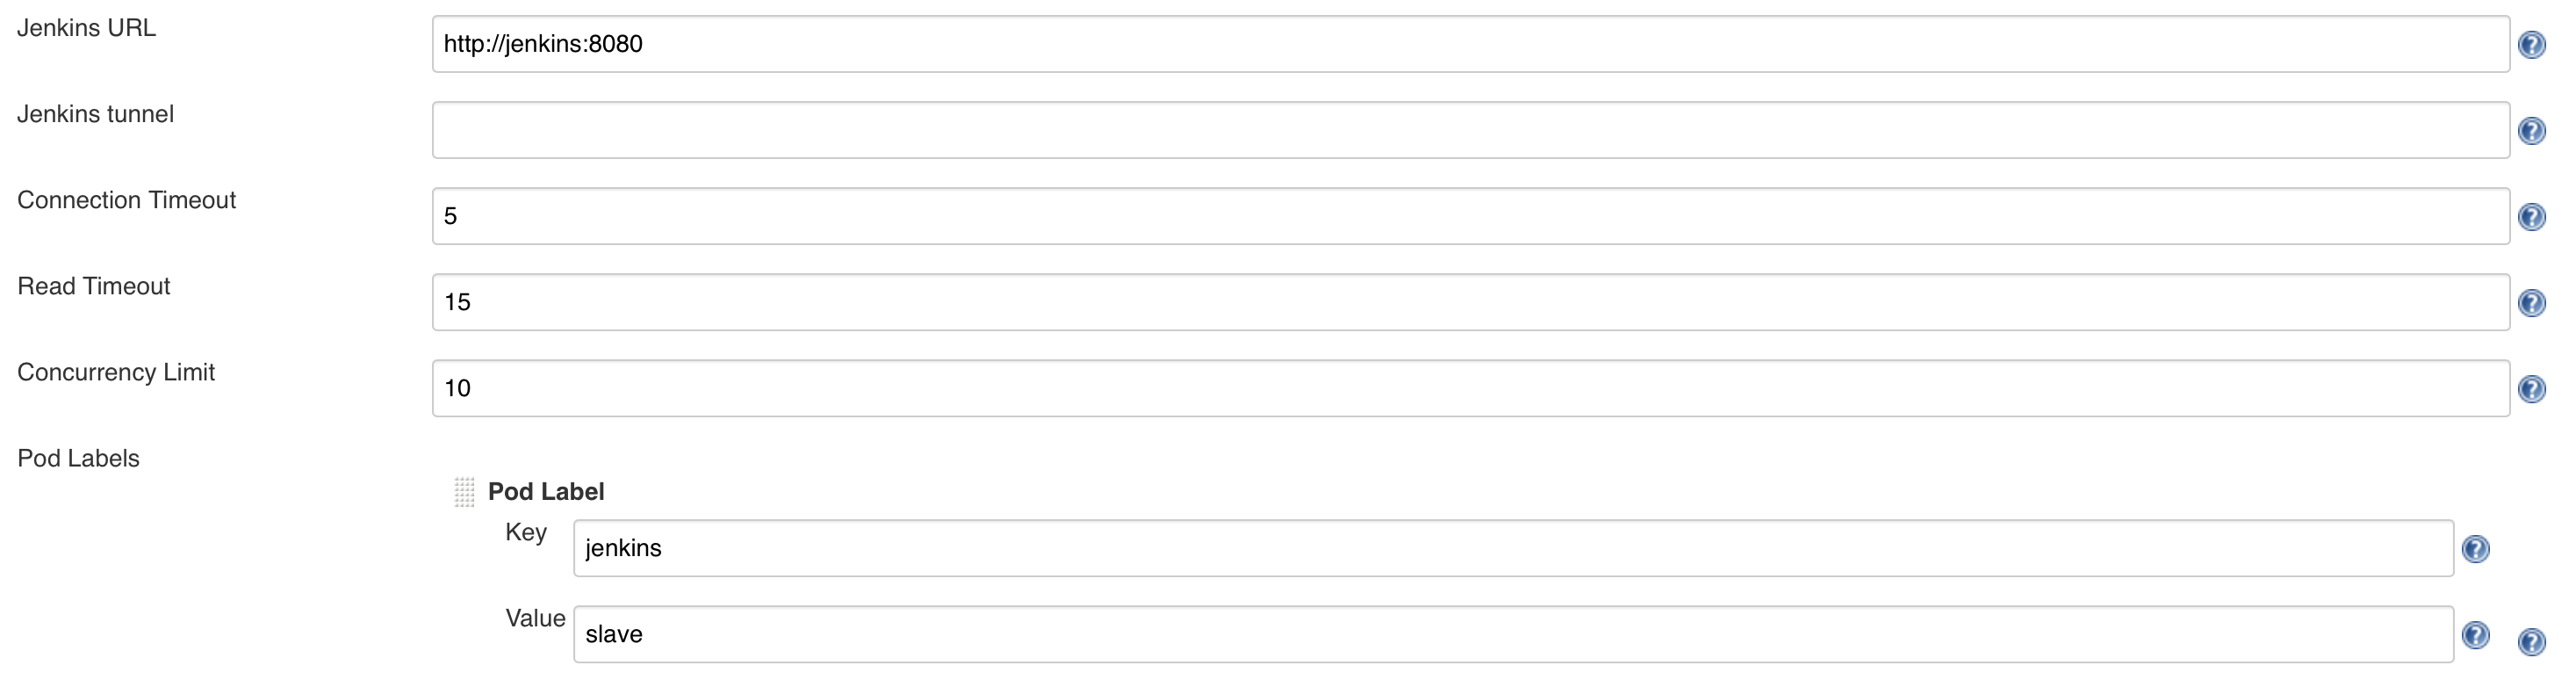 Jenkins URL
http://jenkins:8080
Jenkins tunnel
Connection Timeout
5
Read Timeout
15
Concurrency Limit
10
Pod Labels
Pod Label
Key
jenkins
Value
slave